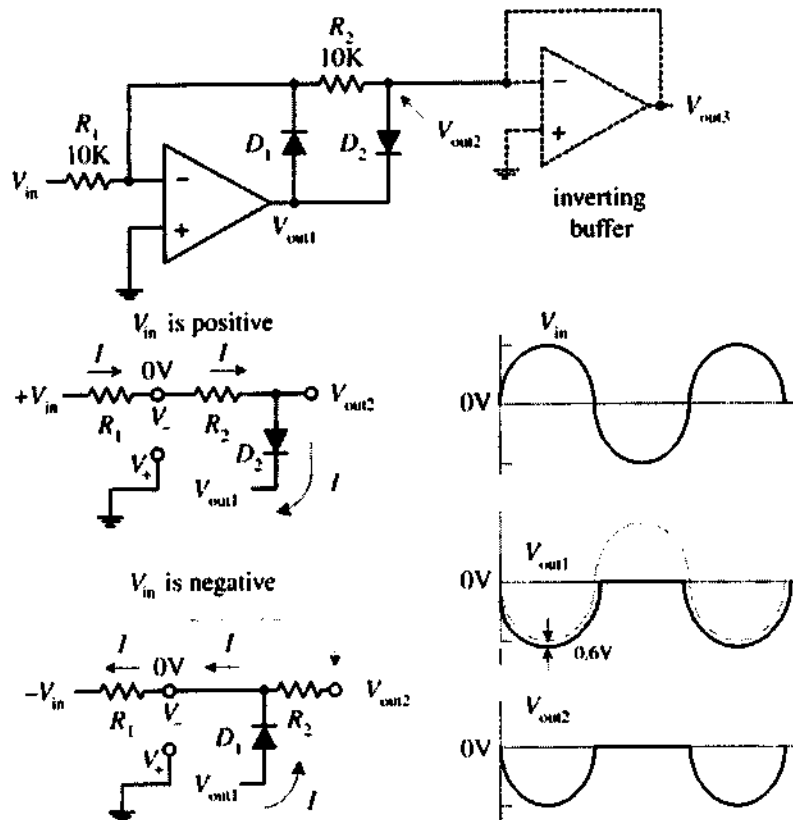 R2
10K
R1
10K
Vin
−
+
D1
D2
Vout1
Vout2
−
+
Vout3
inverting
buffer
Vin is positive
I
0V
I
+Vin
R1
V−
R2
Vout2
D2
V+
Vout1
I
Vin is negative
I
0V
I
−Vin
R1
V−
R2
Vout2
D1
V+
Vout1
I
Vin
0V
Vout1
0V
0.6V
Vout2
0V